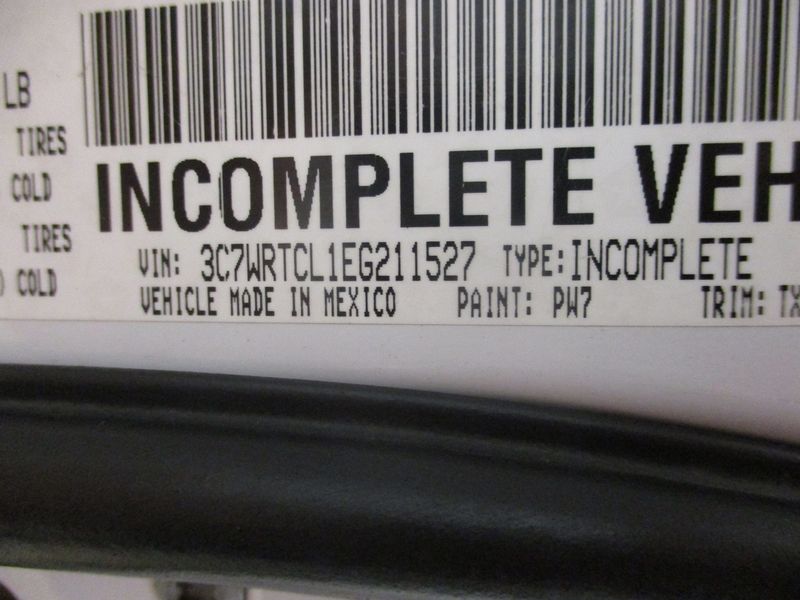 LB
TIRES
COLD
TIRES
) COLD
INCOMPLETE VEH
VIN: 3C7WRTCL1EG211527 TYPE: INCOMPLETE
VEHICLE MADE IN MEXICO PAINT: PW7 TRIM: TX